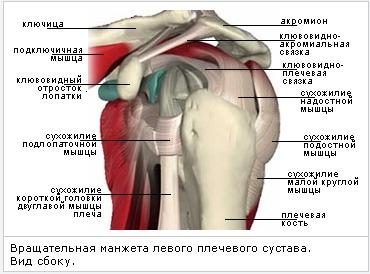 ключица
подключичная
мышца
клювовидный
отросток
лопатки
сухожилие
подлопаточной
мышцы
сухожилие
короткой головки
двуглавой мышцы
плеча
акромион
клювовидно-
акромиальная
связка
клювовидно-
плечевая
связка
сухожилие
надостной
мышцы
сухожилие
подостной
мышцы
сухожилие
малой круглой
мышцы
плечевая
кость
Вращательная манжета левого плечевого сустава.
Вид сбоку.